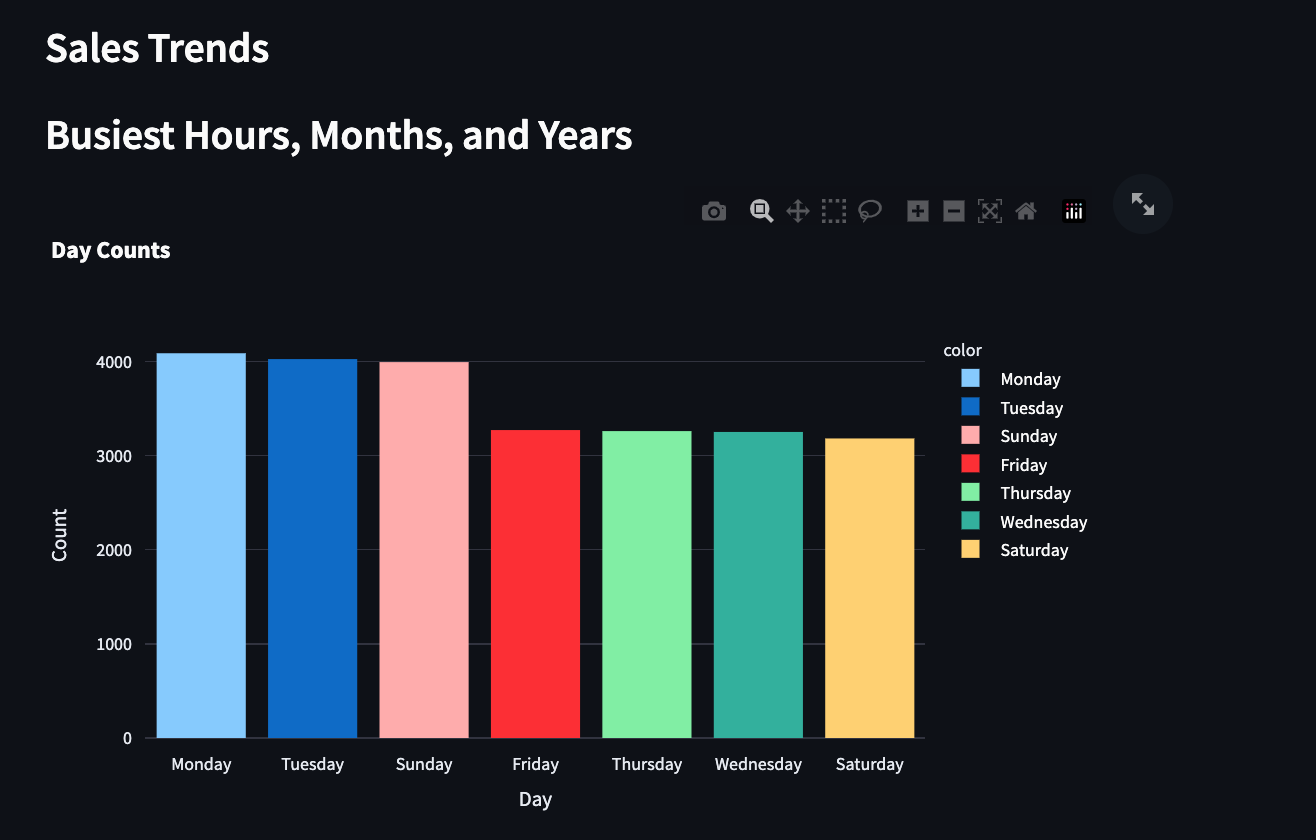 Sales Trends
Busiest Hours, Months, and Years
Day Counts
4000
3000
2000
1000
0
Count
Monday Tuesday Sunday Friday Thursday Wednesday Saturday
Day
color
Monday
Tuesday
Sunday
Friday
Thursday
Wednesday
Saturday